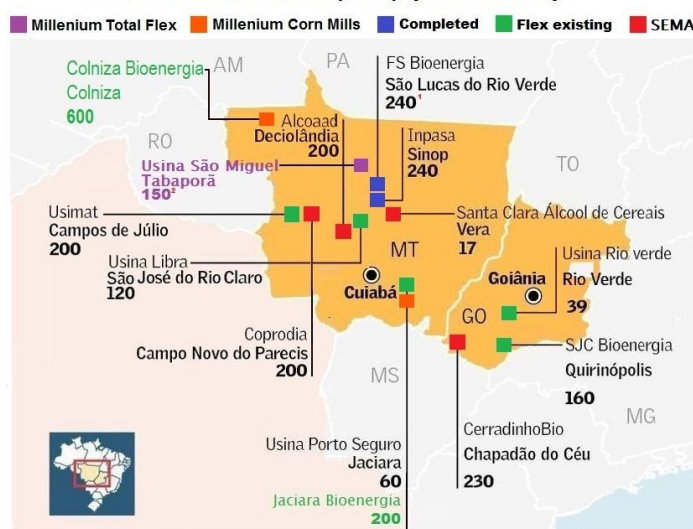 Millenium Total Flex
Millenium Corn Mills
Completed
Flex existing
SEMA
Colniza Bioenergia
Colniza
600
AM
PA
RO
TO
MT
GO
MS
MG
FS Bioenergia
São Lucas do Rio Verde
240¹
Alcoaad
Deciolândia
200
Inpasa
Sinop
240
Usina São Miguel
Tabaporã
150²
Usimat
Campos de Júlio
200
Santa Clara Álcool de Cereais
Vera
17
Usina Libra
São José do Rio Claro
120
Cuiabá
Goiânia
Usina Rio verde
Rio Verde
39
Coprodia
Campo Novo do Parecis
200
SJC Bioenergia
Quirinópolis
160
CerradinhoBio
Chapadão do Céu
230
Usina Porto Seguro
Jaciara
60
Jaciara Bioenergia
200